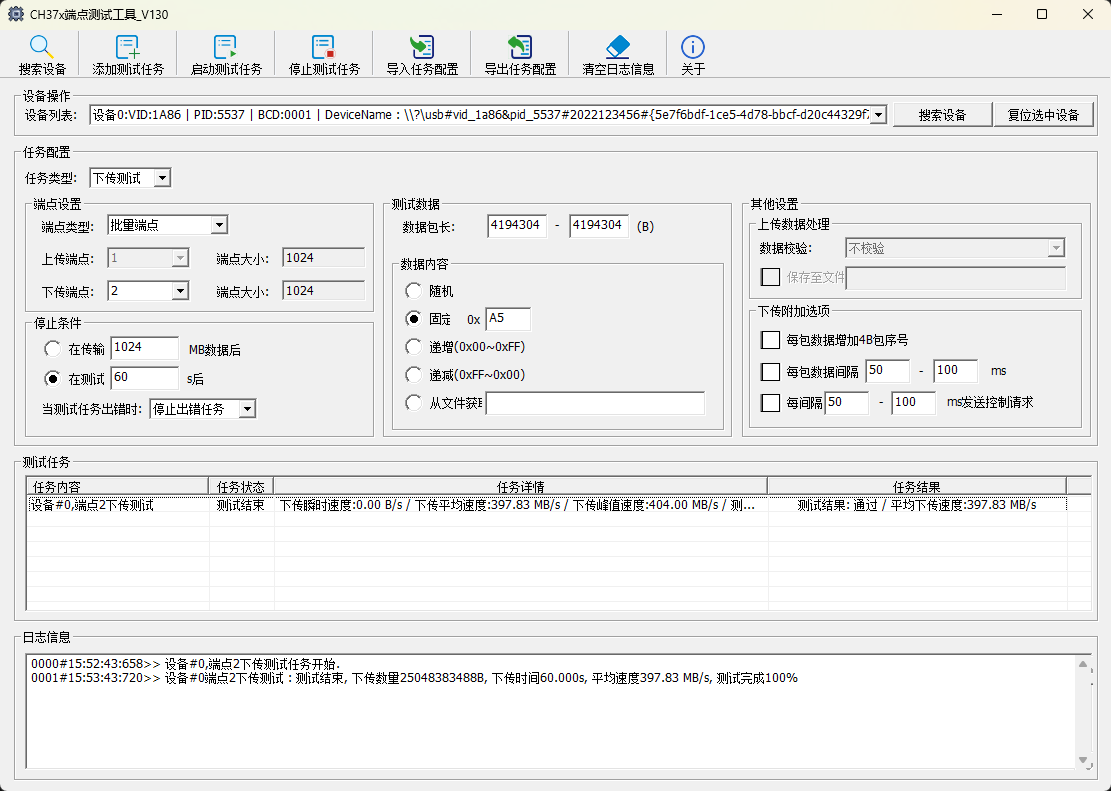 CH37x端点测试工具_V130
搜索设备 添加测试任务 启动测试任务 停止测试任务 导入任务配置 导出任务配置 清空日志信息 关于
设备操作
设备列表: 设备0:VID:1A86 | PID:5537 | BCD:0001 | DeviceName : \\?\usb#vid_1a86&pid_5537#2022123456#{5e7f6bdf-1ce5-4d78-bbcf-d20c44329f 搜索设备 复位选中设备
任务配置
任务类型: 下传测试
端点设置
端点类型: 批量端点
上传端点: 1 端点大小: 1024
下传端点: 2 端点大小: 1024
停止条件
在传输 1024 MB数据后
在测试 60 s后
当测试任务出错时: 停止出错任务
测试数据
数据包长: 4194304 - 4194304 (B)
数据内容
随机
固定 0x A5
递增(0x00~0xFF)
递减(0xFF~0x00)
从文件获取
其他设置
上传数据处理
数据校验: 不校验
保存至文件
下传附加选项
每包数据增加4B包序号
每包数据间隔 50 - 100 ms
每间隔 50 - 100 ms发送控制请求
测试任务
任务内容 任务状态 任务详情 任务结果
设备#0,端点2下传测试 测试结束 下传瞬时速度:0.00 B/s / 下传平均速度:397.83 MB/s / 下传峰值速度:404.00 MB/s / 测... 测试结果: 通过 / 平均下传速度:397.83 MB/s
日志信息
0000#15:52:43:658>> 设备#0,端点2下传测试任务开始.
0001#15:53:43:720>> 设备#0端点2下传测试：测试结束, 下传数量25048383488B, 下传时间60.000s, 平均速度397.83 MB/s, 测试完成100%